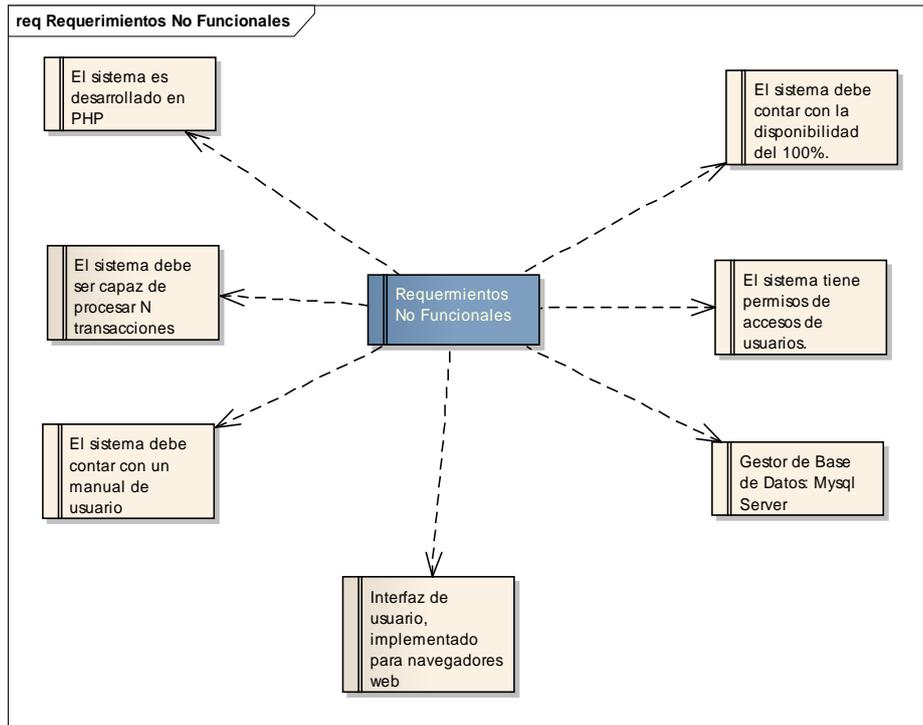 req Requerimientos No Funcionales
El sistema es
desarrollado en
PHP
El sistema debe
contar con la
disponibilidad
del 100%.
El sistema debe
ser capaz de
procesar N
transacciones
Requermientos
No Funcionales
El sistema tiene
permisos de
accesos de
usuarios.
El sistema debe
contar con un
manual de
usuario
Gestor de Base
de Datos: Mysql
Server
Interfaz de
usuario,
implementado
para navegadores
web